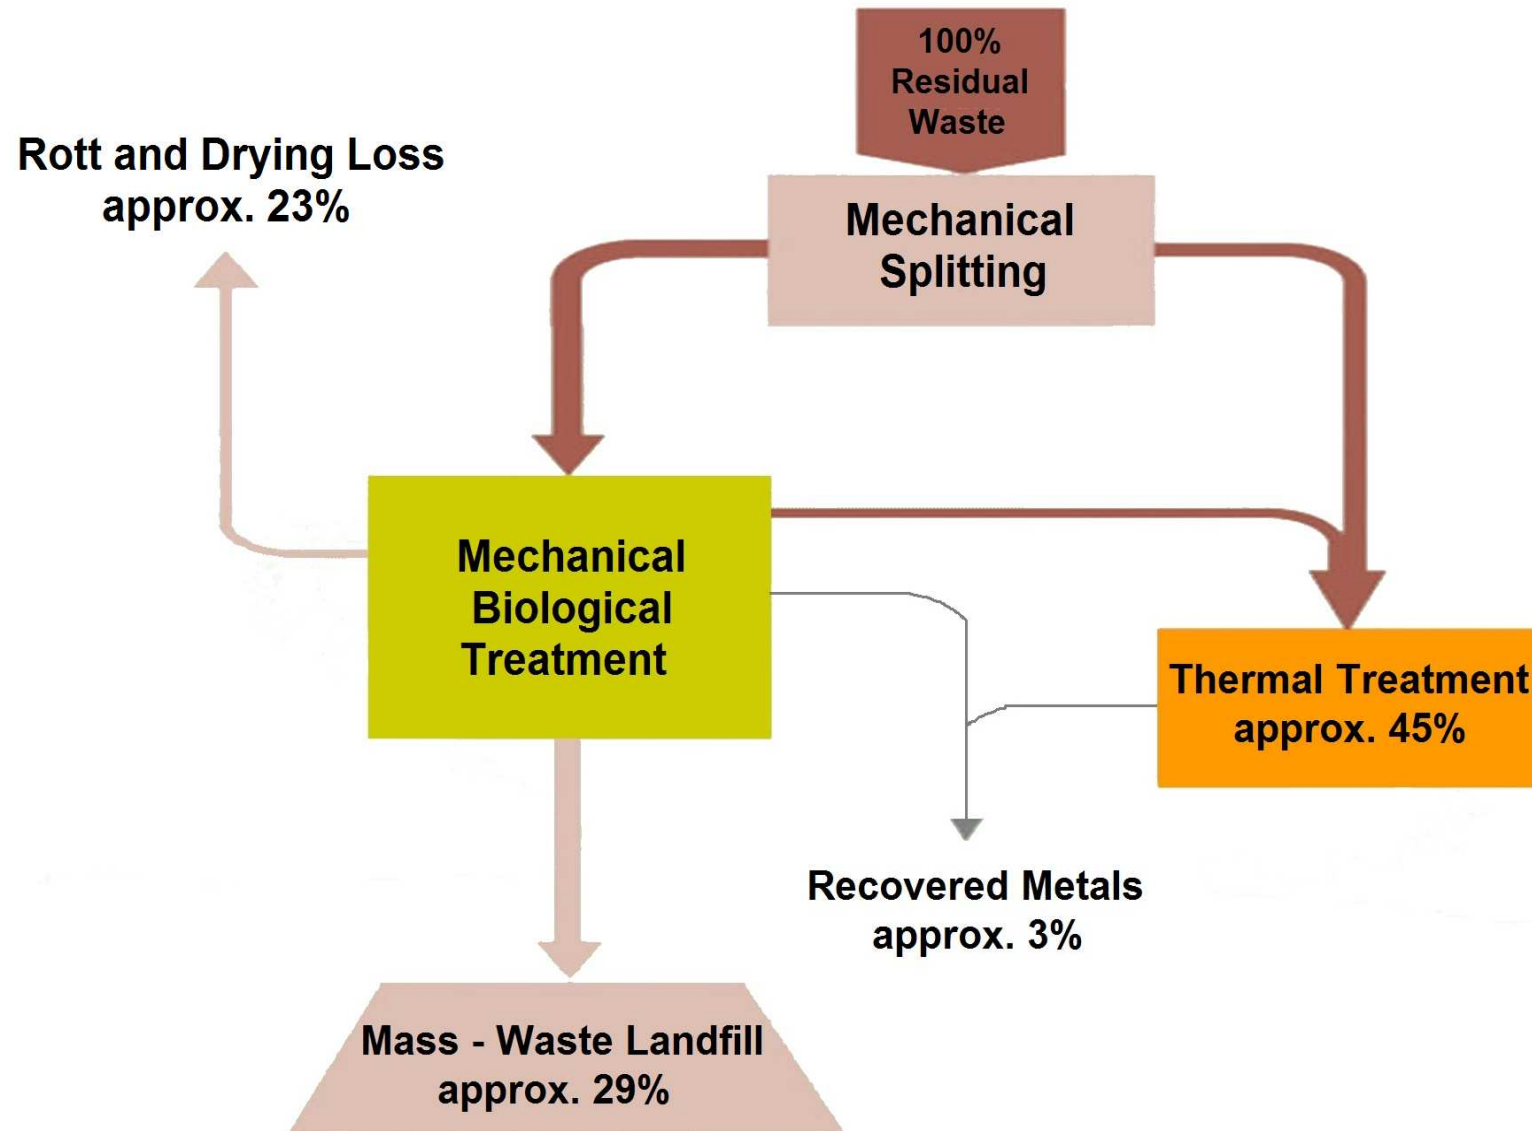 100%
Residual
Waste
Mechanical
Splitting
Rott and Drying Loss
approx. 23%
Mechanical
Biological
Treatment
Thermal Treatment
approx. 45%
Recovered Metals
approx. 3%
Mass - Waste Landfill
approx. 29%